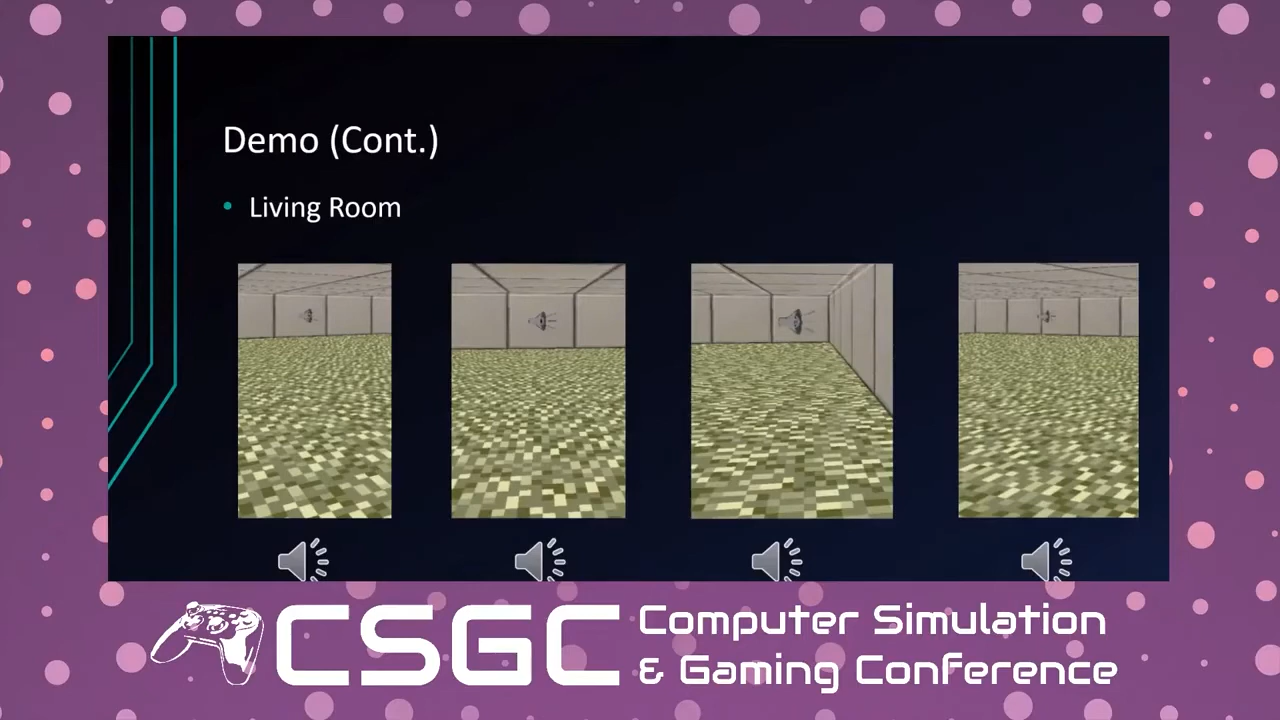 Demo (Cont.)
• Living Room
CSGC
Computer Simulation
& Gaming Conference